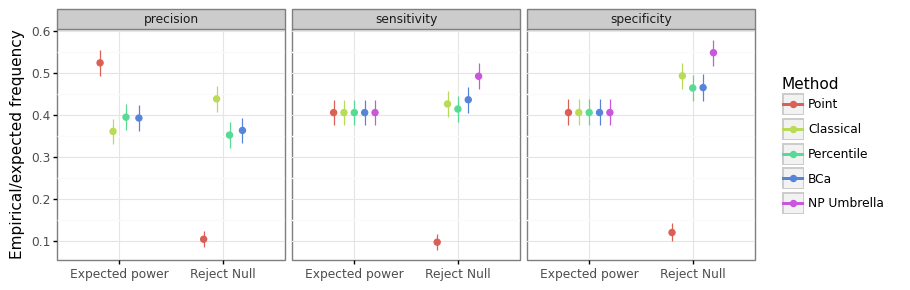 precision
sensitivity
specificity
Empirical/expected frequency
0.6
0.5
0.4
0.3
0.2
0.1
Expected power
Reject Null
Expected power
Reject Null
Expected power
Reject Null
Method
Point
Classical
Percentile
BCa
NP Umbrella